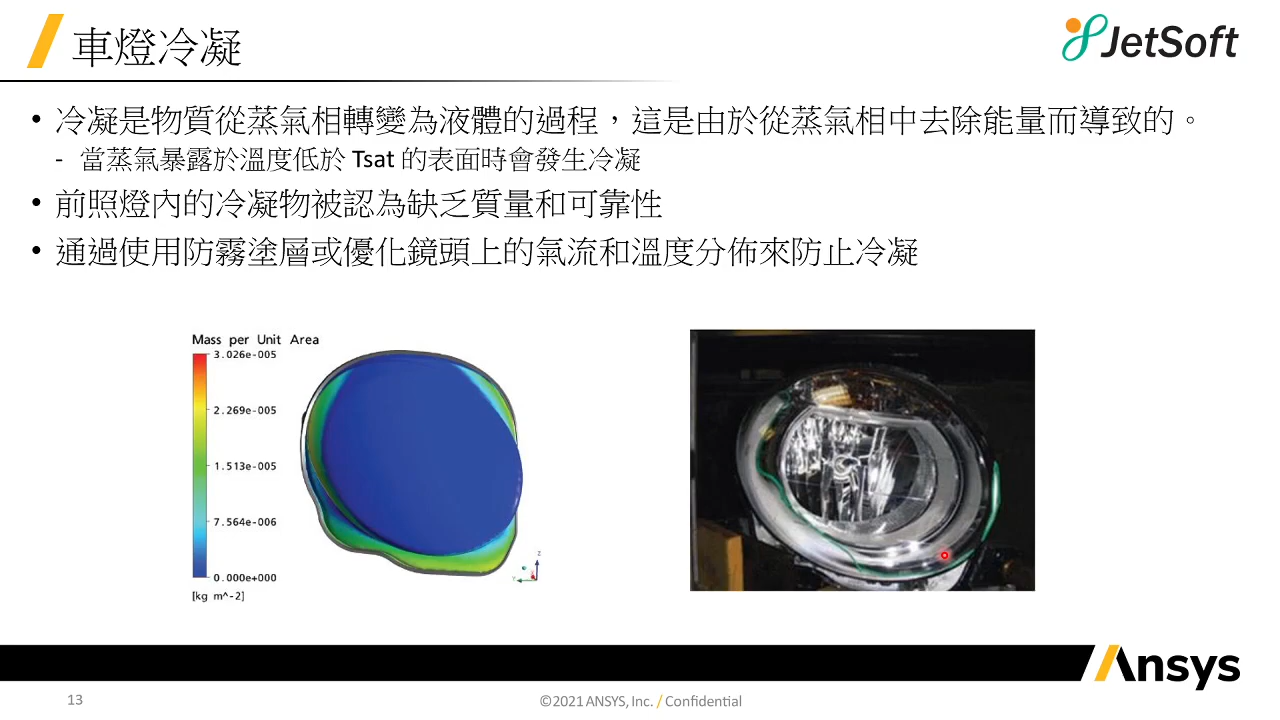 車燈冷凝
JetSoft
• 冷凝是物質從蒸氣相轉變為液體的過程，這是由於從蒸氣相中去除能量而導致的。
- 當蒸氣暴露於溫度低於 Tsat 的表面時會發生冷凝
• 前照燈內的冷凝物被認為缺乏質量和可靠性
• 通過使用防霧塗層或優化鏡頭上的氣流和溫度分佈來防止冷凝
Mass per Unit Area
3.026e-005
2.269e-005
1.513e-005
7.564e-006
0.000e+000
[kg m^-2]
Z
Y
Ansys
13
©2021 ANSYS, Inc. / Confidential